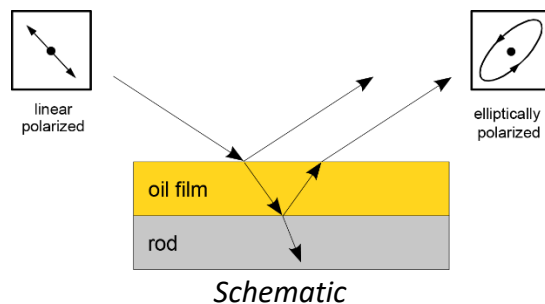 linear
polarized
elliptically
polarized
oil film
rod
Schematic